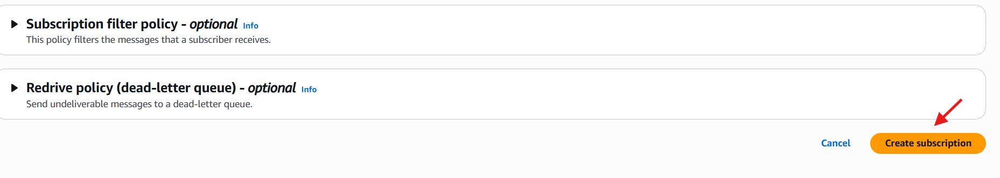 Subscription filter policy - optional Info
This policy filters the messages that a subscriber receives.
Redrive policy (dead-letter queue) - optional Info
Send undeliverable messages to a dead-letter queue.
Cancel Create subscription